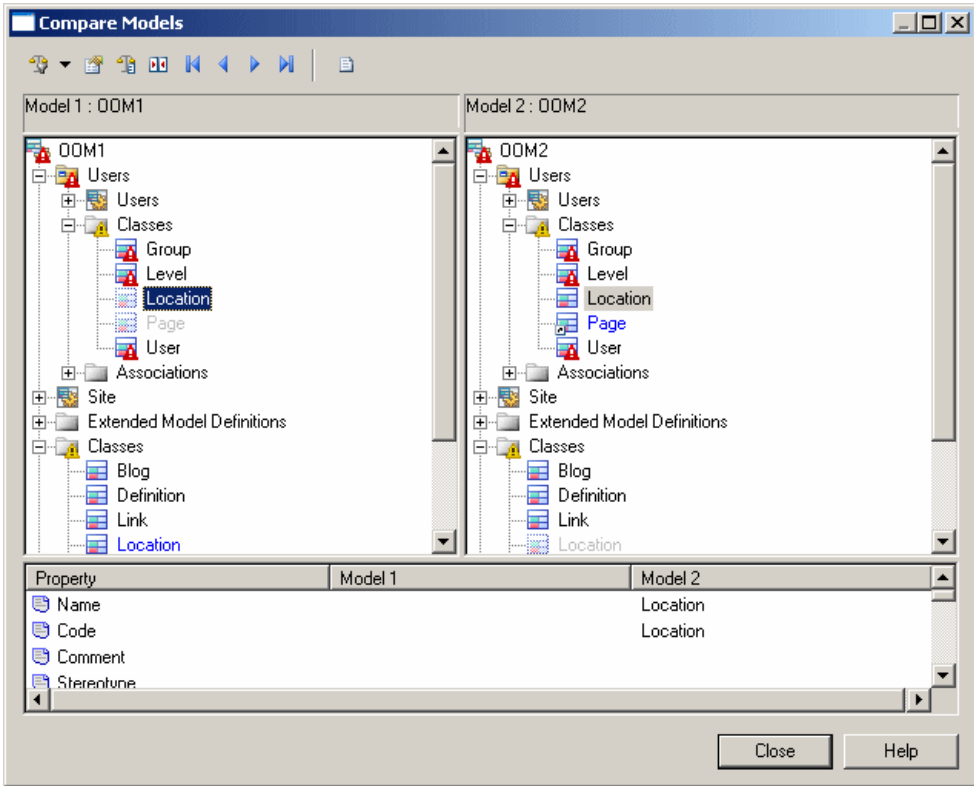 Compare Models
Model 1 : OOM1
Model 2 : OOM2
OOM1
Users
Users
Classes
Group
Level
Location
Page
User
Associations
Site
Extended Model Definitions
Classes
Blog
Definition
Link
Location
OOM2
Users
Users
Classes
Group
Level
Location
Page
User
Associations
Site
Extended Model Definitions
Classes
Blog
Definition
Link
Location
Property Model 1 Model 2
Name Location
Code Location
Comment
Stereotype
Close Help